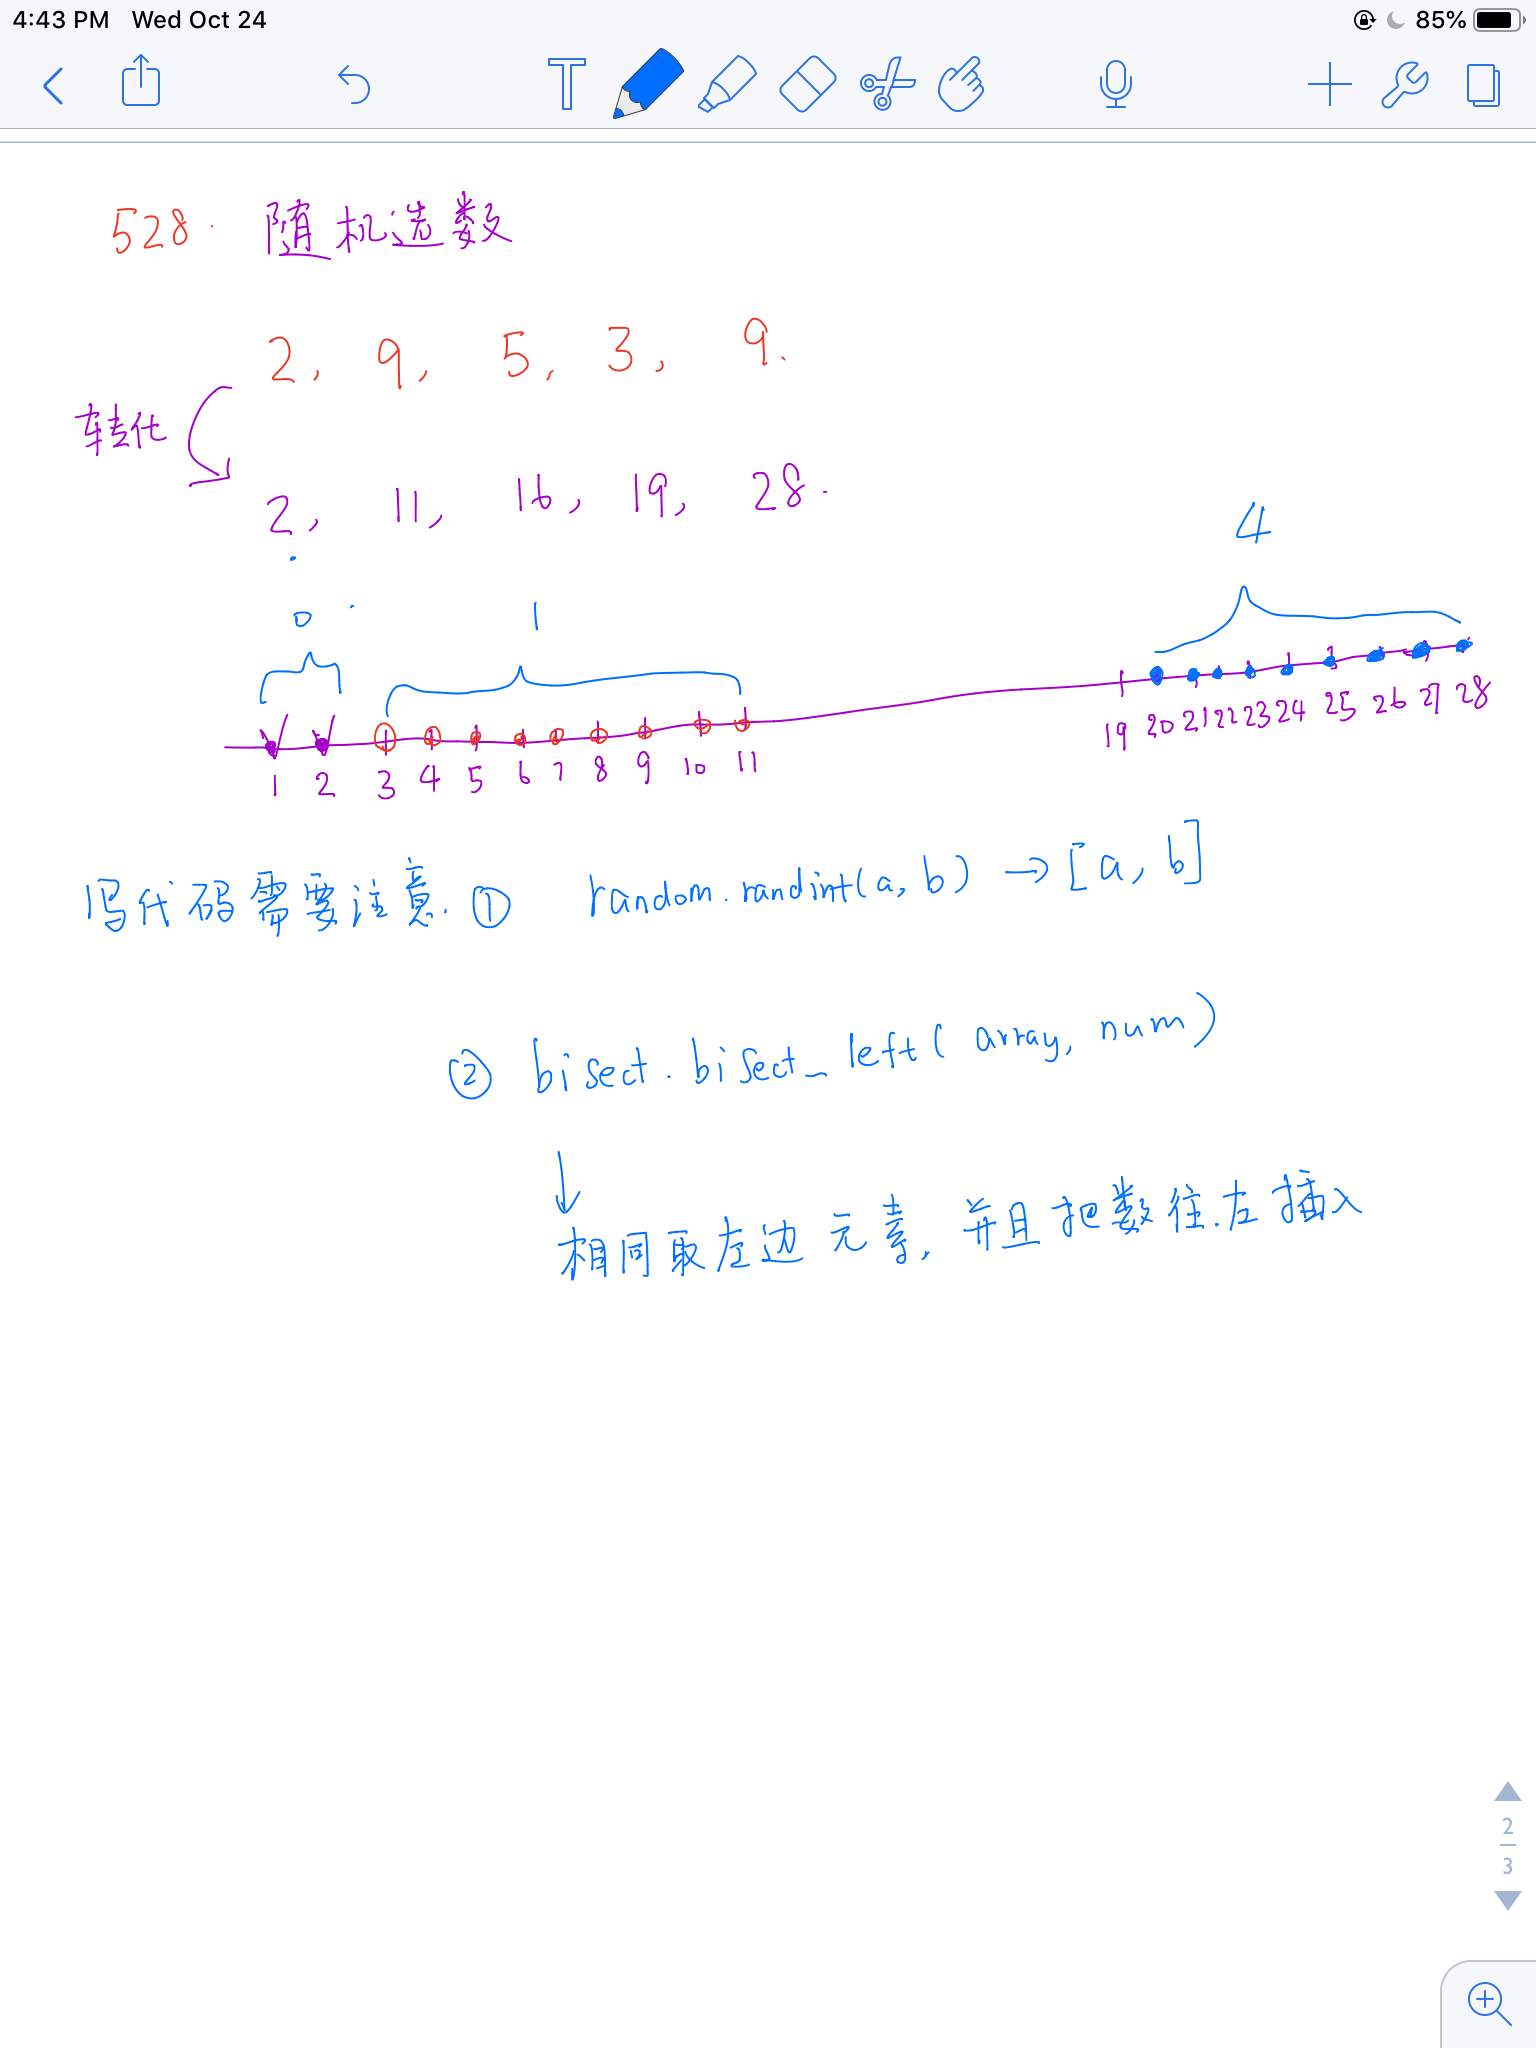 4:43 PM Wed Oct 24 85%
T
528. 随机选数
2, 9, 5, 3, 9.
转化
2, 11, 16, 19, 28.
0 1 4
1 2 3 4 5 6 7 8 9 10 11 19 20 21 22 23 24 25 26 27 28
写代码需要注意. ① random.randint(a, b) → [a, b]
② bisect.bisect_left( array, num)
↓
相同取左边元素, 并且把数往左插入
2
3